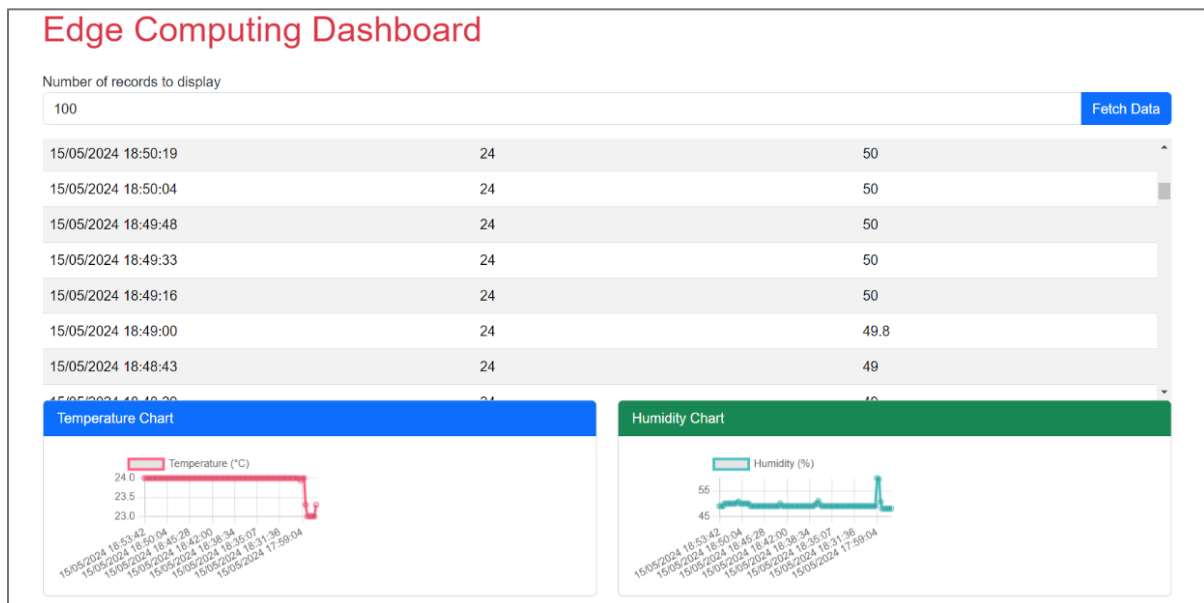 Edge Computing Dashboard
Number of records to display
100 Fetch Data
15/05/2024 18:50:19 24 50
15/05/2024 18:50:04 24 50
15/05/2024 18:49:48 24 50
15/05/2024 18:49:33 24 50
15/05/2024 18:49:16 24 50
15/05/2024 18:49:00 24 49.8
15/05/2024 18:48:43 24 49
Temperature Chart
Temperature (°C)
24.0
23.5
23.0
15/05/2024 18:53:42
15/05/2024 18:50:04
15/05/2024 18:45:28
15/05/2024 18:42:00
15/05/2024 18:38:34
15/05/2024 18:35:07
15/05/2024 18:31:38
15/05/2024 17:59:04
Humidity Chart
Humidity (%)
55
45
15/05/2024 18:53:42
15/05/2024 18:50:04
15/05/2024 18:45:28
15/05/2024 18:42:00
15/05/2024 18:38:34
15/05/2024 18:35:07
15/05/2024 18:31:38
15/05/2024 17:59:04